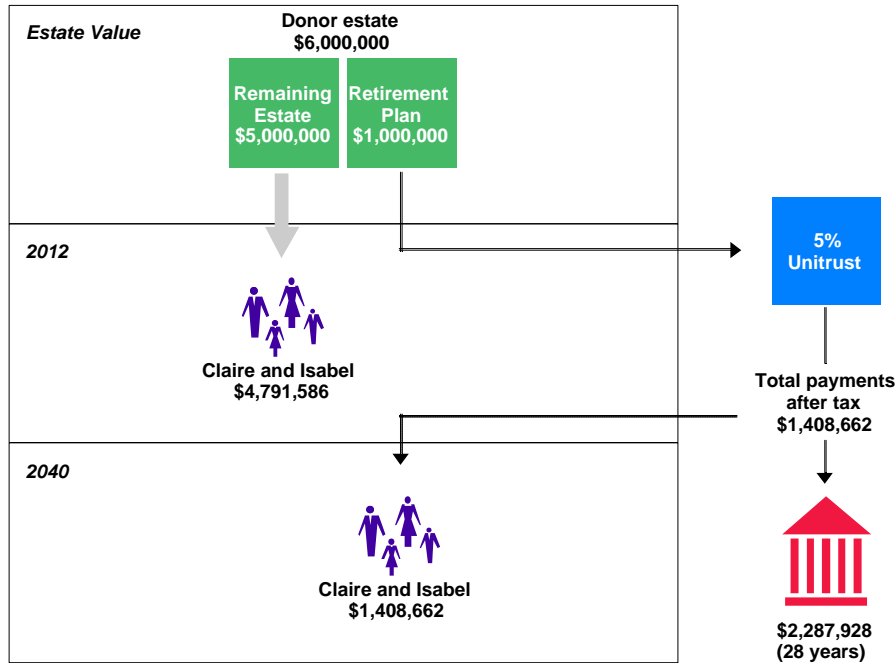 Estate Value
Donor estate
$6,000,000
Remaining
Estate
$5,000,000
Retirement
Plan
$1,000,000
2012
5%
Unitrust
Claire and Isabel
$4,791,586
Total payments
after tax
$1,408,662
2040
Claire and Isabel
$1,408,662
$2,287,928
(28 years)